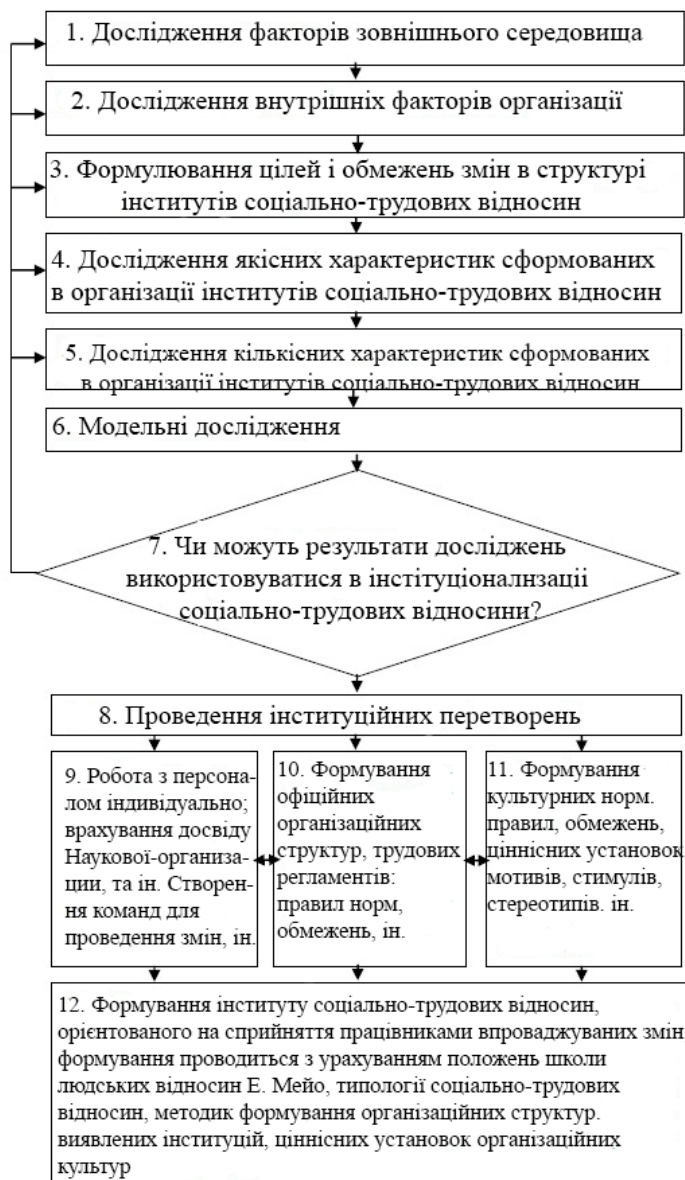 1. Дослідження факторів зовнішнього середовища
2. Дослідження внутрішніх факторів організації
3. Формулювання цілей і обмежень змін в структурі
інститутів соціально-трудових відносин
4. Дослідження якісних характеристик сформованих
в організації інститутів соціально-трудових відносин
5. Дослідження кількісних характеристик сформованих
в організації інститутів соціально-трудових відносин
6. Модельні дослідження
7. Чи можуть результати досліджень
використовуватися в інстітуціоналнзаціі
соціально-трудових відносини?
8. Проведення інституційних перетворень
9. Робота з персона-
лом індивідуально;
врахування досвіду
Наукової-организа-
ции, та ін. Створен-
ня команд для
проведення змін, ін.
10. Формування
офіційних
організаційних
структур, трудових
регламентів:
правил норм,
обмежень, ін.
11. Формування
культурних норм.
правил, обмежень,
ціннісних установок
мотивів, стимулів,
стереотипів. ін.
12. Формування інституту соціально-трудових відносин,
орієнтованого на сприйняття працівниками впроваджуваних змін
формування проводиться з урахуванням положень школи
людських відносин Е. Мейо, типології соціально-трудових
відносин, методик формування організаційних структур.
виявлених інституцій, ціннісних установок організаційних
культур